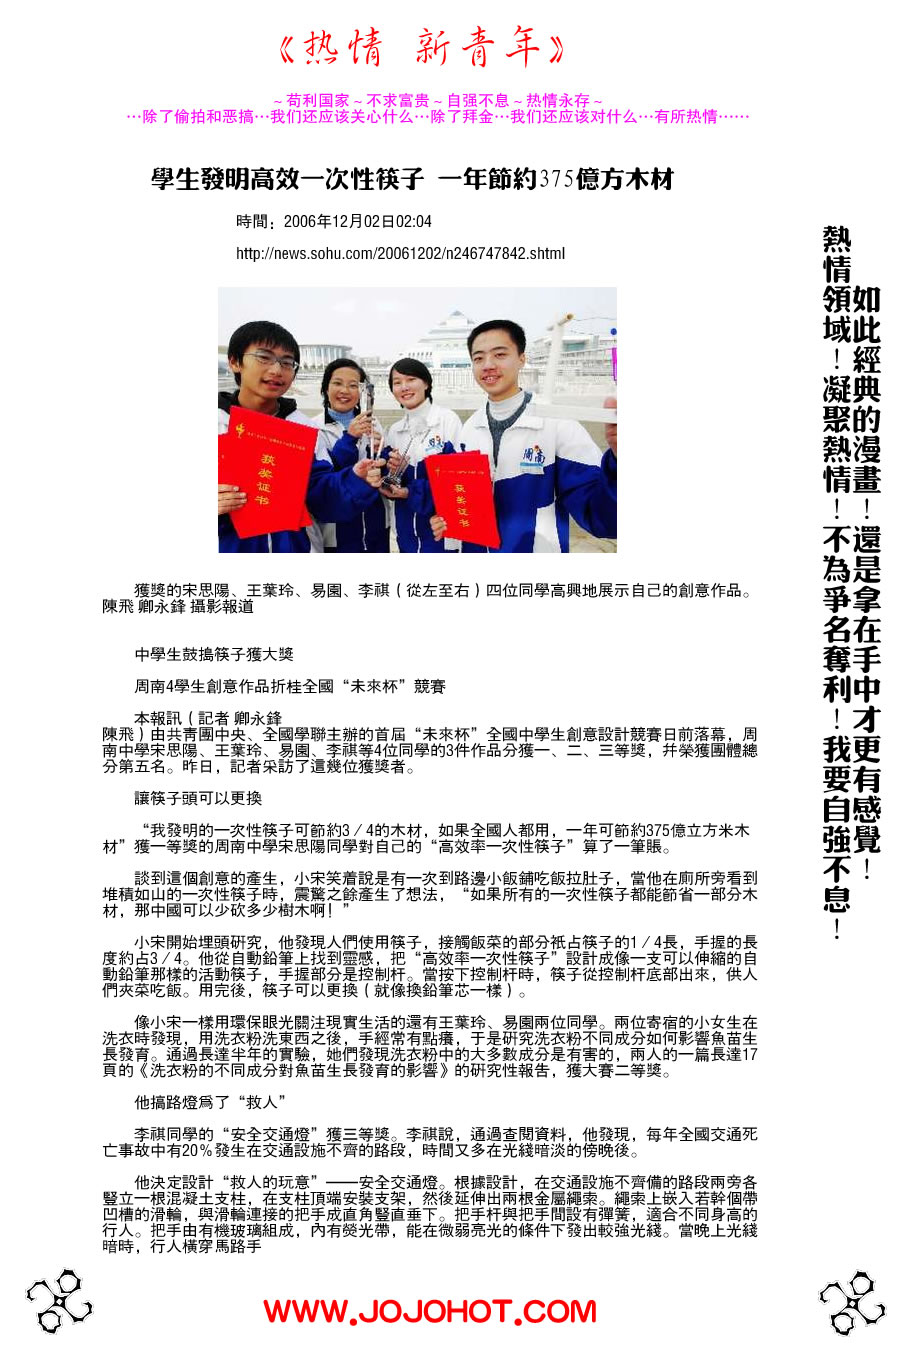 《热情 新青年》
～苟利国家～不求富贵～自强不息～热情永存～
…除了偷拍和恶搞…我们还应该关心什么…除了拜金…我们还应该对什么…有所热情……
學生發明高效一次性筷子 一年節約375億方木材
時間：2006年12月02日02:04
http://news.sohu.com/20061202/n246747842.shtml
获奖证书
获奖证书
周南
獲獎的宋思陽、王葉玲、易園、李祺（從左至右）四位同學高興地展示自己的創意作品。
陳飛 卿永鋒 攝影報道
中學生鼓搗筷子獲大獎
周南4學生創意作品折桂全國“未來杯”競賽
本報訊（記者 卿永鋒
陳飛）由共靑團中央、全國學聯主辦的首届“未來杯”全國中學生創意設計競賽日前落幕，周
南中學宋思陽、王葉玲、易園、李祺等4位同學的3件作品分獲一、二、三等獎，幷榮獲團體總
分第五名。昨日，記者采訪了這幾位獲獎者。
讓筷子頭可以更換
“我發明的一次性筷子可節約3／4的木材，如果全國人都用，一年可節約375億立方米木
材”獲一等獎的周南中學宋思陽同學對自己的“高效率一次性筷子”算了一筆賬。
談到這個創意的產生，小宋笑着說是有一次到路邊小飯鋪吃飯拉肚子，當他在廁所旁看到
堆積如山的一次性筷子時，震驚之餘產生了想法，“如果所有的一次性筷子都能節省一部分木
材，那中國可以少砍多少樹木啊！”
小宋開始埋頭研究，他發現人們使用筷子，接觸飯菜的部分衹占筷子的1／4長，手握的長
度約占3／4。他從自動鉛筆上找到靈感，把“高效率一次性筷子”設計成像一支可以伸縮的自
動鉛筆那樣的活動筷子，手握部分是控制杆。當按下控制杆時，筷子從控制杆底部出來，供人
們夾菜吃飯。用完後，筷子可以更換（就像換鉛筆芯一樣）。
像小宋一樣用環保眼光關注現實生活的還有王葉玲、易園兩位同學。兩位寄宿的小女生在
洗衣時發現，用洗衣粉洗東西之後，手經常有點癢，于是研究洗衣粉不同成分如何影響魚苗生
長發育。通過長達半年的實驗，她們發現洗衣粉中的大多數成分是有害的，兩人的一篇長達17
頁的《洗衣粉的不同成分對魚苗生長發育的影響》的研究性報告，獲大賽二等獎。
他搞路燈爲了“救人”
李祺同學的“安全交通燈”獲三等獎。李祺說，通過查閱資料，他發現，每年全國交通死
亡事故中有20%發生在交通設施不齊的路段，時間又多在光綫暗淡的傍晚後。
他決定設計“救人的玩意”——安全交通燈。根據設計，在交通設施不齊備的路段兩旁各
豎立一根混凝土支柱，在支柱頂端安裝支架，然後延伸出兩根金屬繩索。繩索上嵌入若幹個帶
凹槽的滑輪，與滑輪連接的把手成直角豎直垂下。把手杆與把手間設有彈簧，適合不同身高的
行人。把手由有機玻璃組成，內有熒光帶，能在微弱亮光的條件下發出較強光綫。當晚上光綫
暗時，行人橫穿馬路手
如此經典的漫畫！還是拿在手中才更有感覺！
熱情領域！凝聚熱情！不為爭名奪利！我要自強不息！
WWW.JOJOHOT.COM